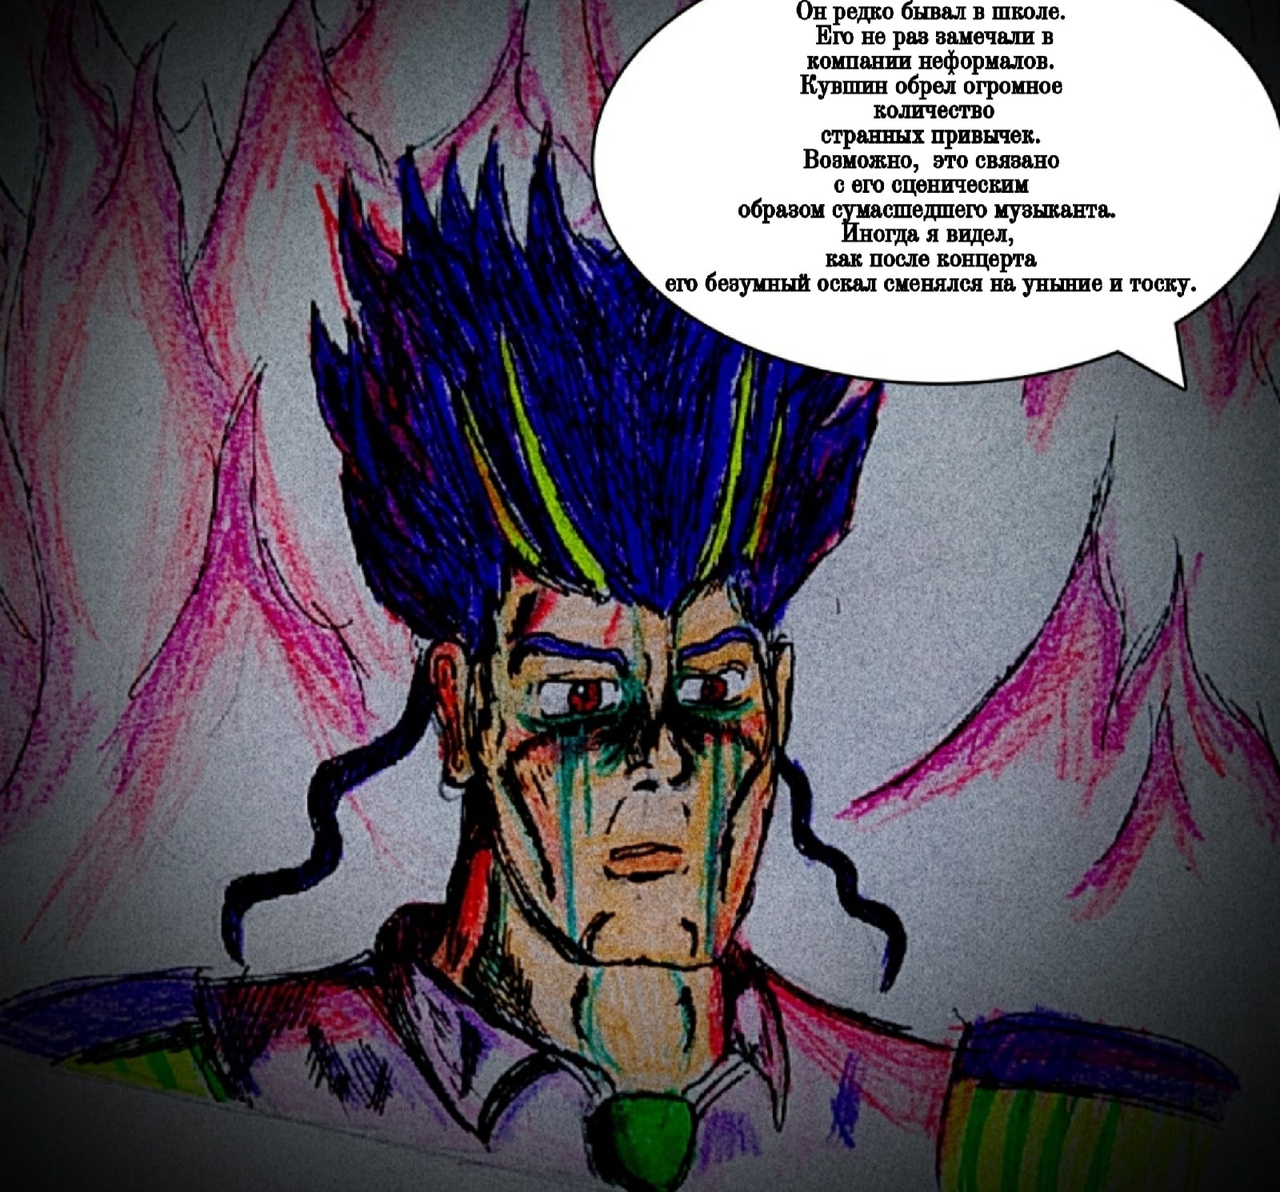 Он редко бывал в школе.
Его не раз замечали в
компании неформалов.
Кувшин обрел огромное
количество
странных привычек.
Возможно, это связано
с его сценическим
образом сумасшедшего музыканта.
Иногда я видел,
как после концерта
его безумный оскал сменялся на уныние и тоску.